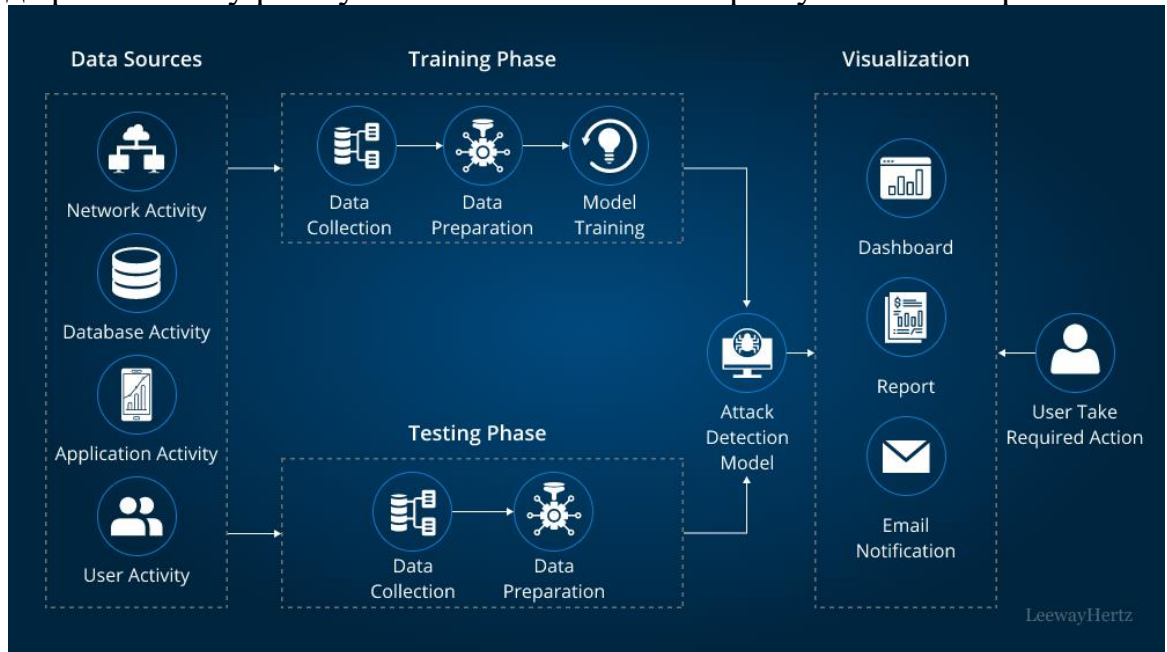 Data Sources
Network Activity
Database Activity
Application Activity
User Activity
Training Phase
Data
Collection
Data
Preparation
Model
Training
Testing Phase
Data
Collection
Data
Preparation
Attack
Detection
Model
Visualization
Dashboard
Report
Email
Notification
User Take
Required Action
LeewayHertz